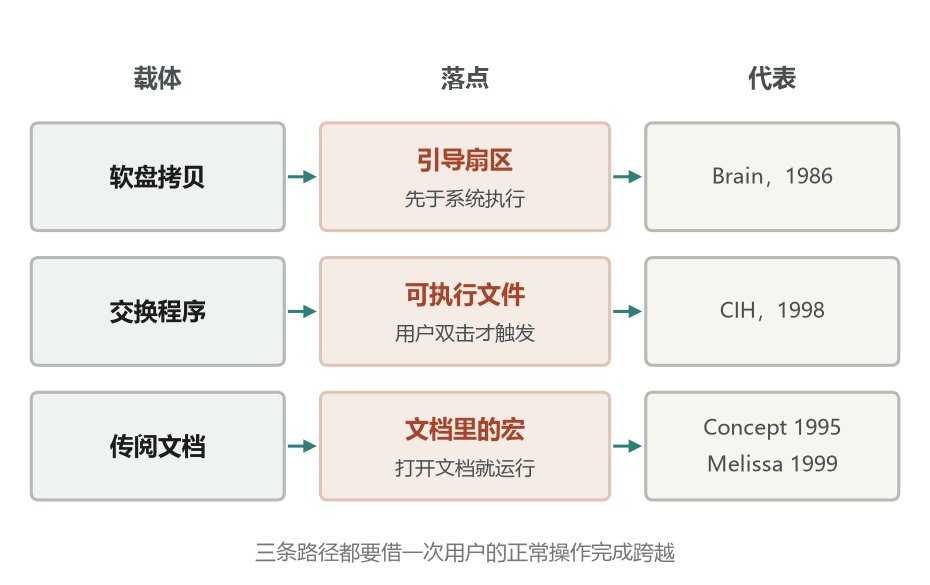 载体
落点
代表
软盘拷贝
引导扇区
先于系统执行
Brain，1986
交换程序
可执行文件
用户双击才触发
CIH，1998
传阅文档
文档里的宏
打开文档就运行
Concept 1995
Melissa 1999
三条路径都要借一次用户的正常操作完成跨越